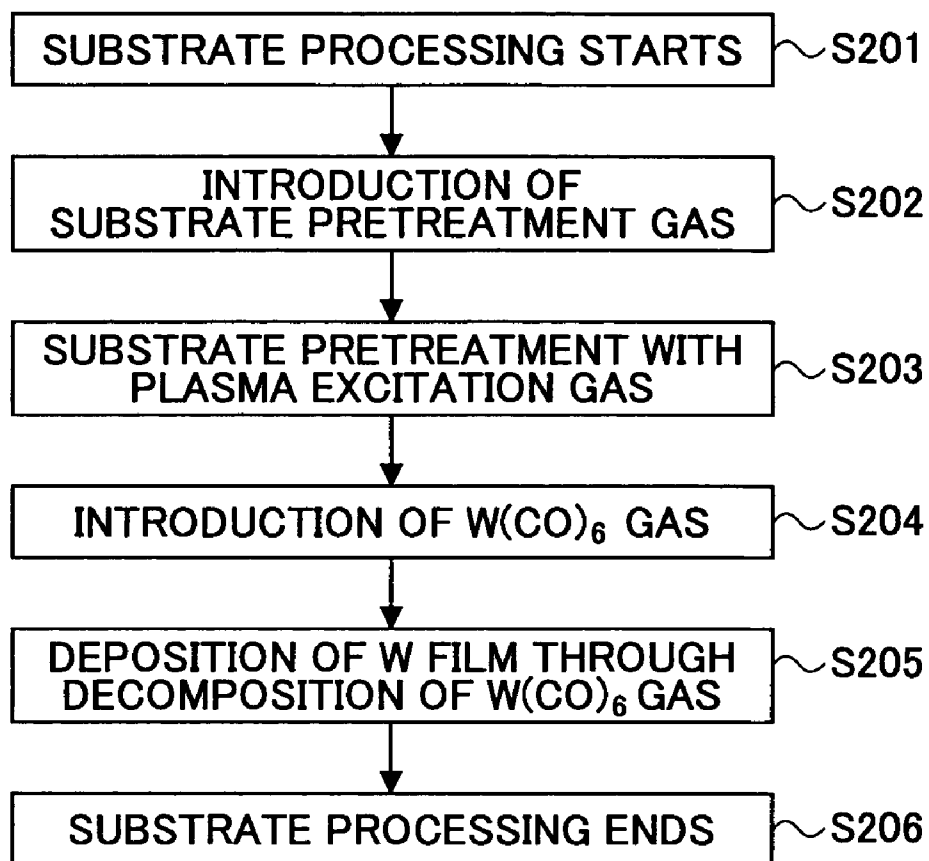 SUBSTRATE PROCESSING STARTS S201
INTRODUCTION OF
SUBSTRATE PRETREATMENT GAS S202
SUBSTRATE PRETREATMENT WITH
PLASMA EXCITATION GAS S203
INTRODUCTION OF W(CO)₆ GAS S204
DEPOSITION OF W FILM THROUGH
DECOMPOSITION OF W(CO)₆ GAS S205
SUBSTRATE PROCESSING ENDS S206